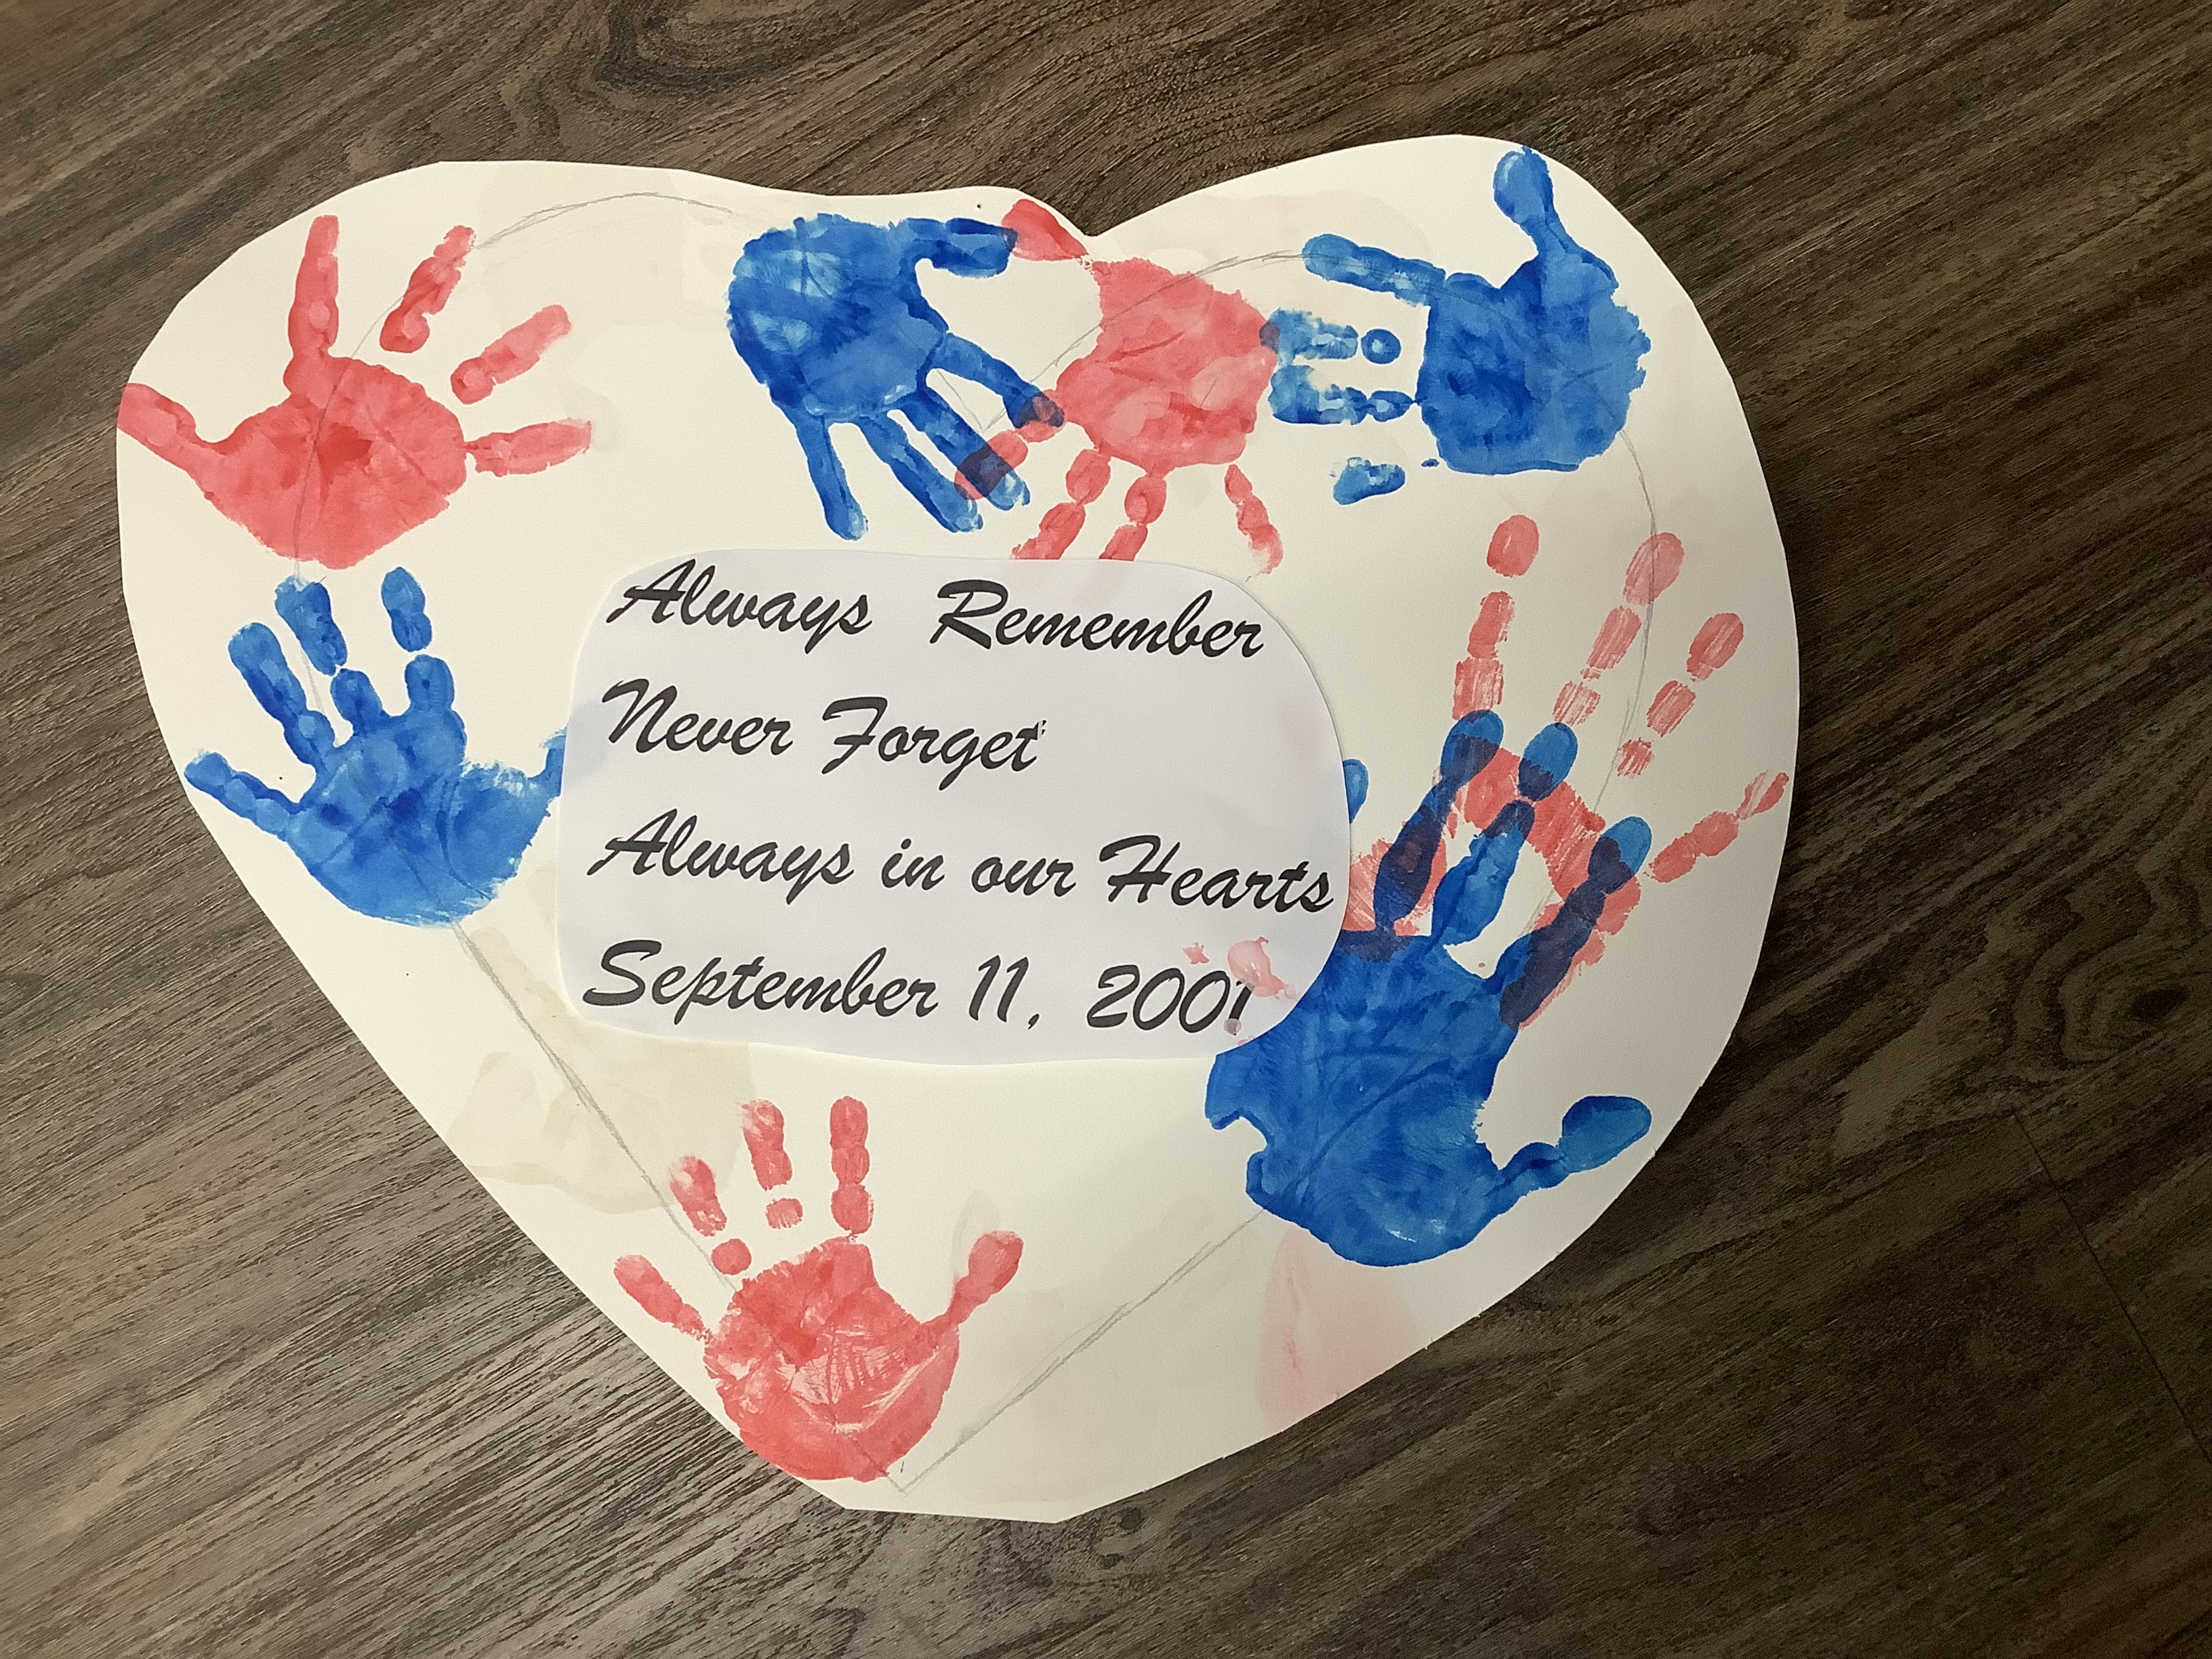 Always Remember
Never Forget
Always in our Hearts
September 11, 2001